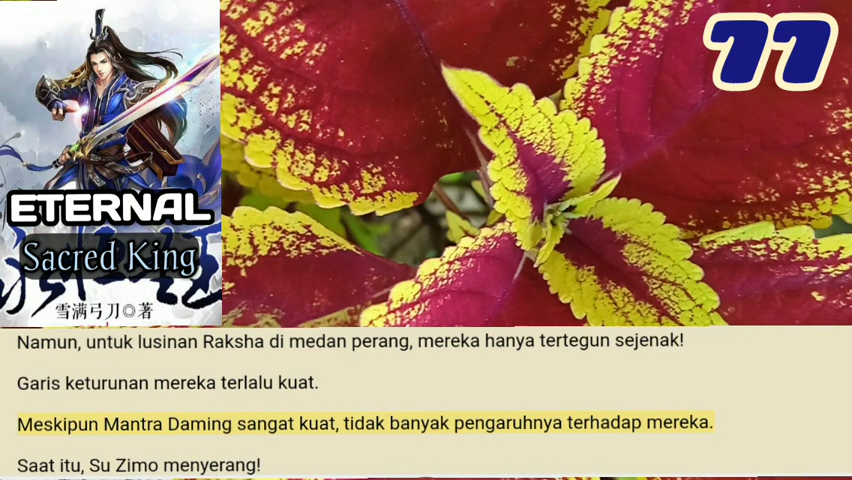 77
ETERNAL
Sacred King
雪满弓刀◎著
Namun, untuk lusinan Raksha di medan perang, mereka hanya tertegun sejenak!
Garis keturunan mereka terlalu kuat.
Meskipun Mantra Daming sangat kuat, tidak banyak pengaruhnya terhadap mereka.
Saat itu, Su Zimo menyerang!